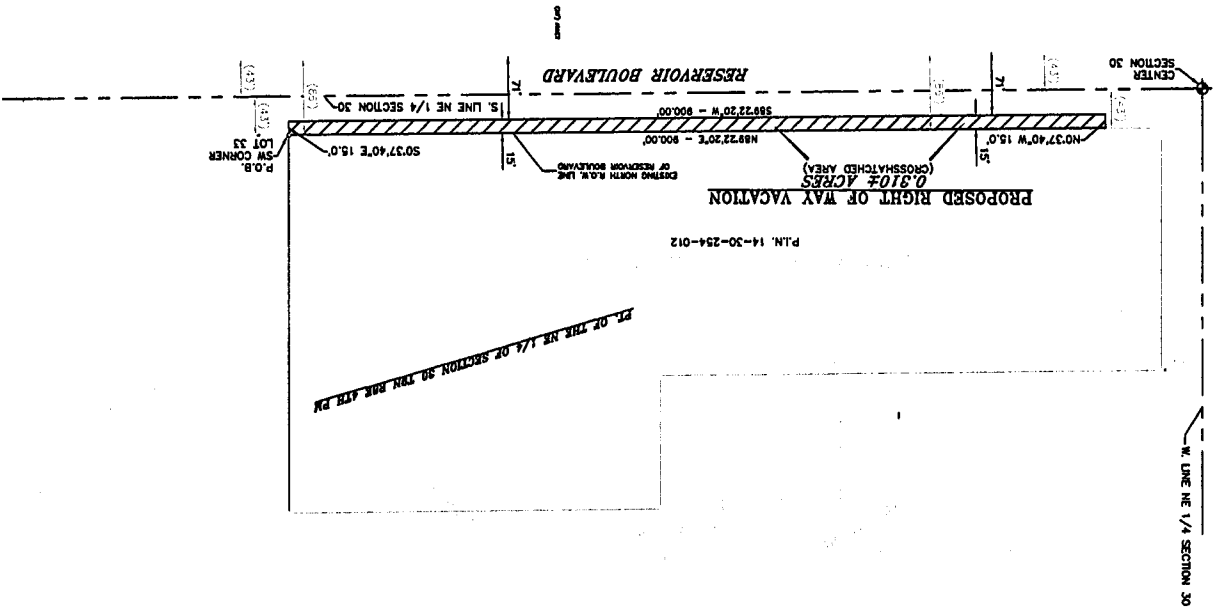 W. LINE NE 1/4 SECTION 30
PT. OF THE NE 1/4 OF SECTION 30 T9N R8E 4TH PM
P.I.N. 14-30-254-012
PROPOSED RIGHT OF WAY VACATION
0.310± ACRES
(CROSSHATCHED AREA)
EXISTING NORTH R.O.W. LINE
OF RESERVOIR BOULEVARD
P.O.B.
SW CORNER
LOT 33
15'
15'
N0°37'40"W 15.0'
N89°22'20"E - 900.00'
S0°37'40"E 15.0'
S89°22'20"W - 900.00'
S. LINE NE 1/4 SECTION 30
(43')
(43')
71'
71'
(66')
(66')
(43')
(43')
CENTER
SECTION 30
RESERVOIR BOULEVARD